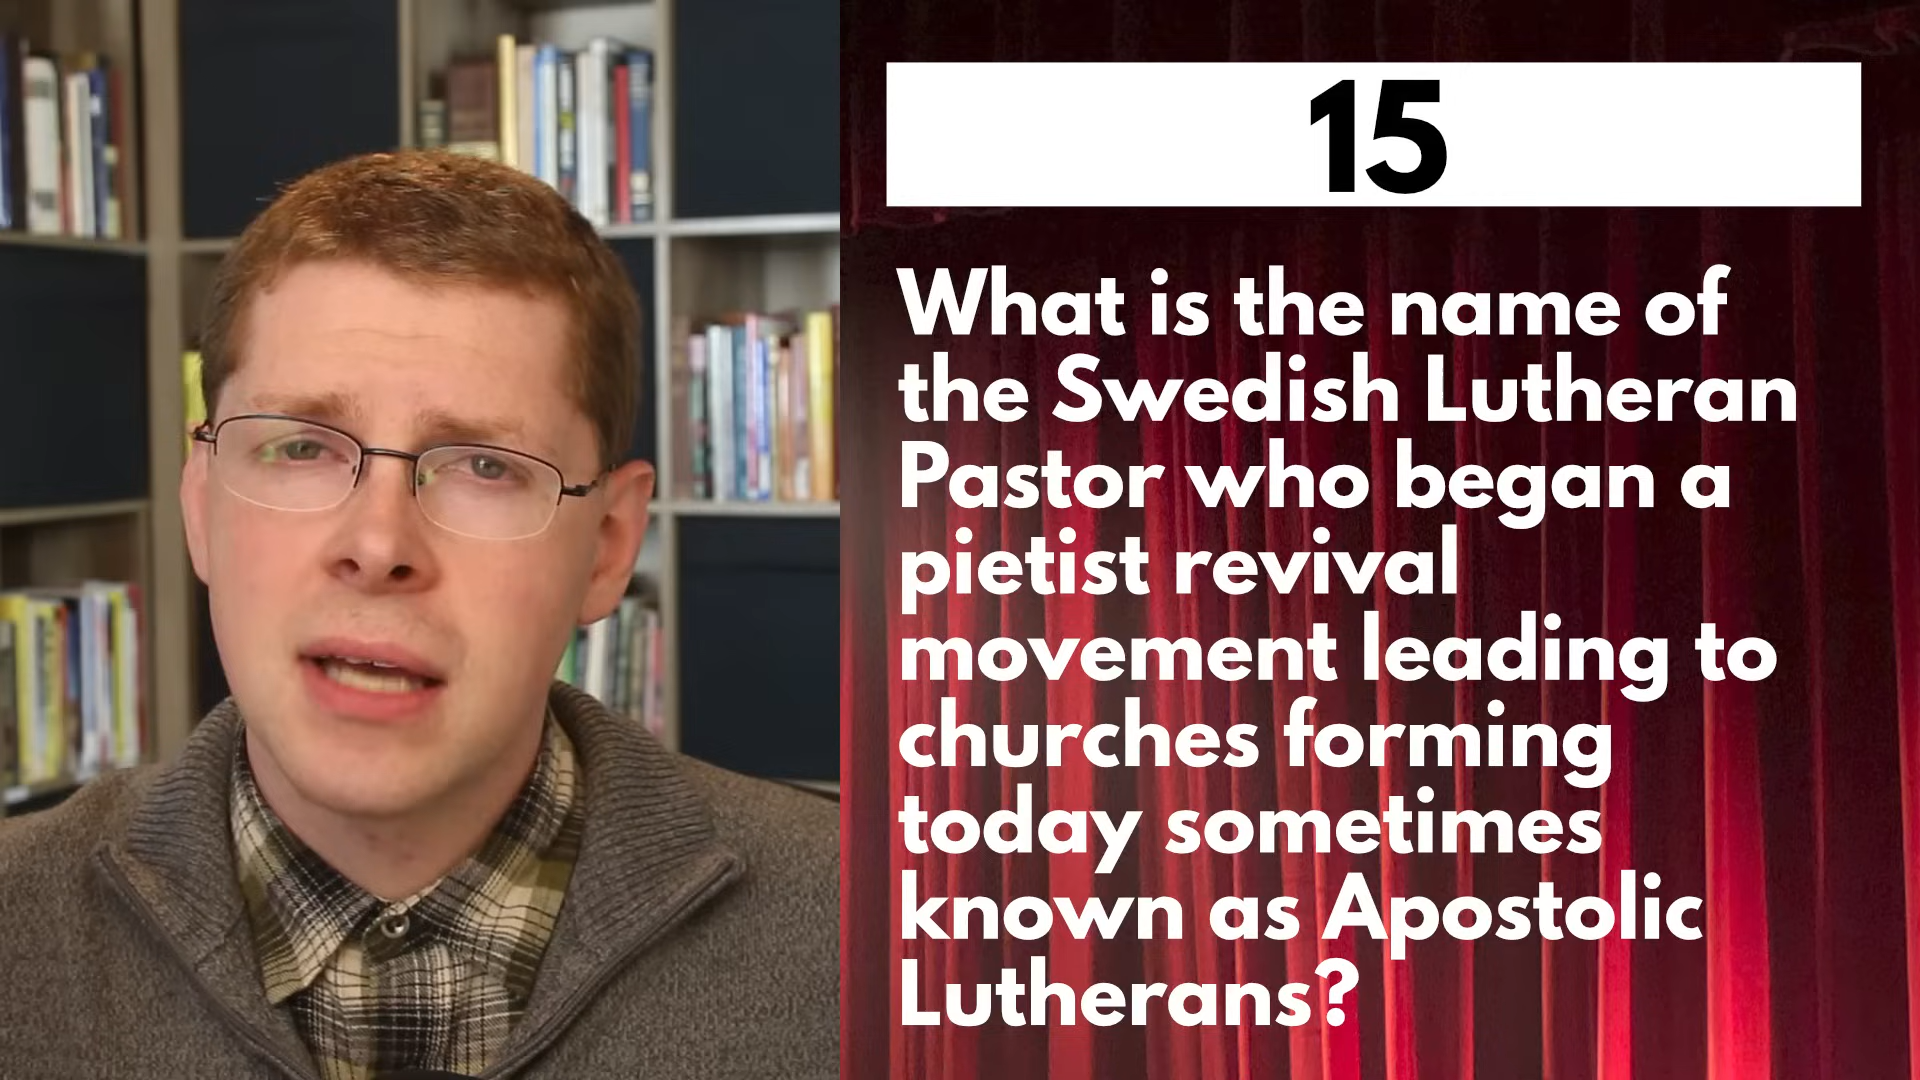 15
What is the name of
the Swedish Lutheran
Pastor who began a
pietist revival
movement leading to
churches forming
today sometimes
known as Apostolic
Lutherans?